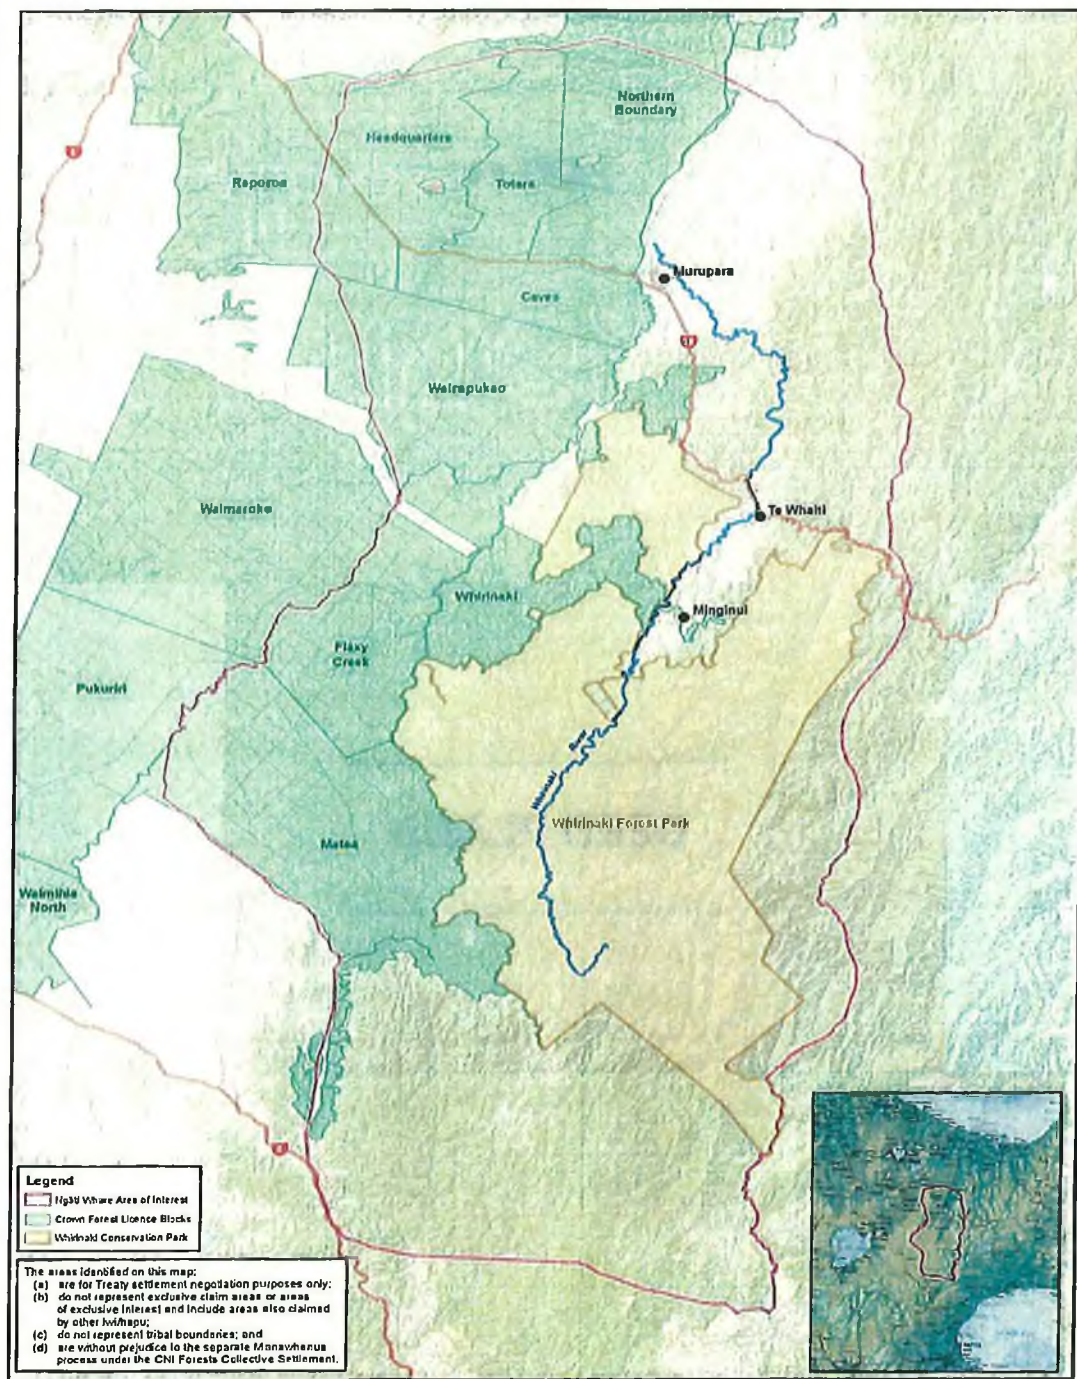 Northern
Boundary
Headquarters
Reporoa
Totara
Murupara
Caves
Wairapukao
Waimaroke
Te Whaiti
Whirinaki
Minginui
Flaxy
Creek
Pukuriri
River
Whirinaki
Whirinaki Forest Park
Matea
Waimihia
North
Legend
Ngāti Whare Area of Interest
Crown Forest Licence Blocks
Whirinaki Conservation Park
The areas identified on this map:
(a) are for Treaty settlement negotiation purposes only;
(b) do not represent exclusive claim areas or areas
of exclusive interest and include areas also claimed
by other iwi/hapu;
(c) do not represent tribal boundaries; and
(d) are without prejudice to the separate Manawhenua
process under the CNI Forests Collective Settlement.